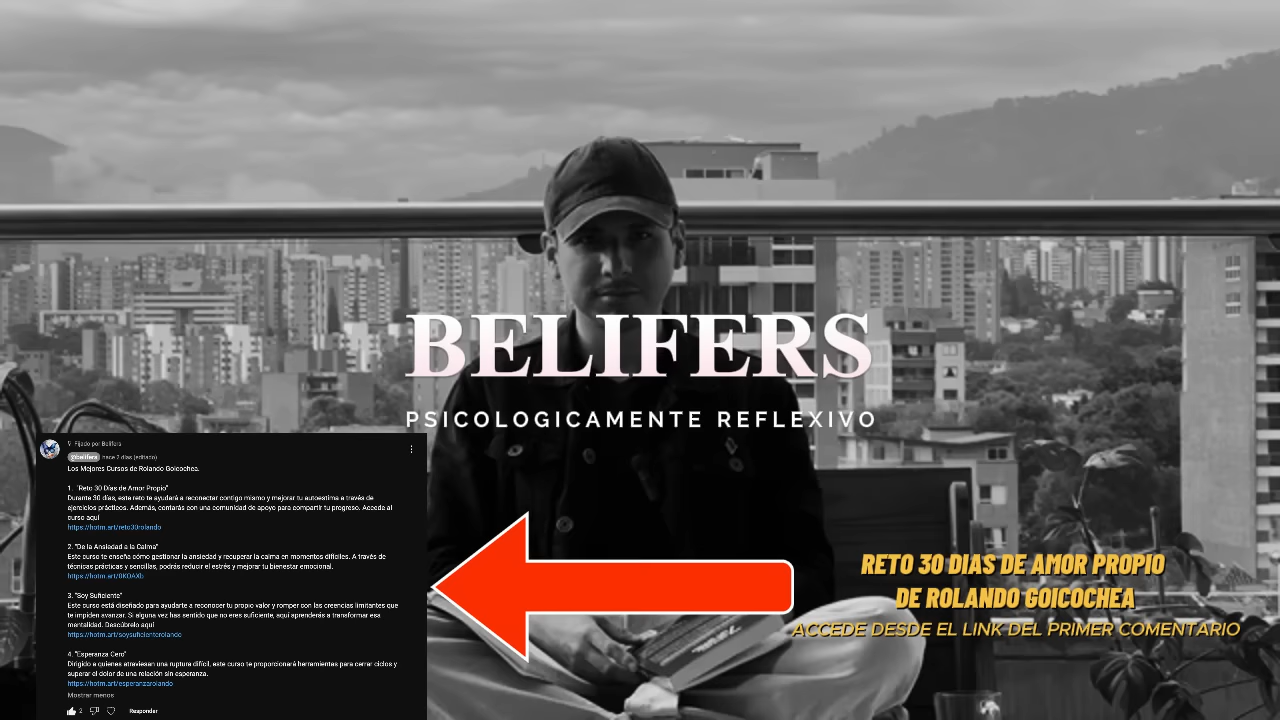 BELIFERS
PSICOLOGICAMENTE REFLEXIVO
Fijado por Belifers
@belifers hace 2 días (editado)
Los Mejores Cursos de Rolando Goicochea.
1. "Reto 30 Días de Amor Propio"
Durante 30 días, este reto te ayudará a reconectar contigo mismo y mejorar tu autoestima a través de
ejercicios prácticos. Además, contarás con una comunidad de apoyo para compartir tu progreso. Accede al
curso aquí
https://hotm.art/reto30rolando
2. "De la Ansiedad a la Calma"
Este curso te enseña cómo gestionar la ansiedad y recuperar la calma en momentos difíciles. A través de
técnicas prácticas y sencillas, podrás reducir el estrés y mejorar tu bienestar emocional.
https://hotm.art/0KOAXb
3. "Soy Suficiente"
Este curso está diseñado para ayudarte a reconocer tu propio valor y romper con las creencias limitantes que
te impiden avanzar. Si alguna vez has sentido que no eres suficiente, aquí aprenderás a transformar esa
mentalidad. Descúbrelo aquí
https://hotm.art/soysuficienterolando
4. "Esperanza Cero"
Dirigido a quienes atraviesan una ruptura difícil, este curso te proporcionará herramientas para cerrar ciclos y
superar el dolor de una relación sin esperanza.
https://hotm.art/esperanzarolando
Mostrar menos
2 Responder
RETO 30 DIAS DE AMOR PROPIO
DE ROLANDO GOICOCHEA
ACCEDE DESDE EL LINK DEL PRIMER COMENTARIO